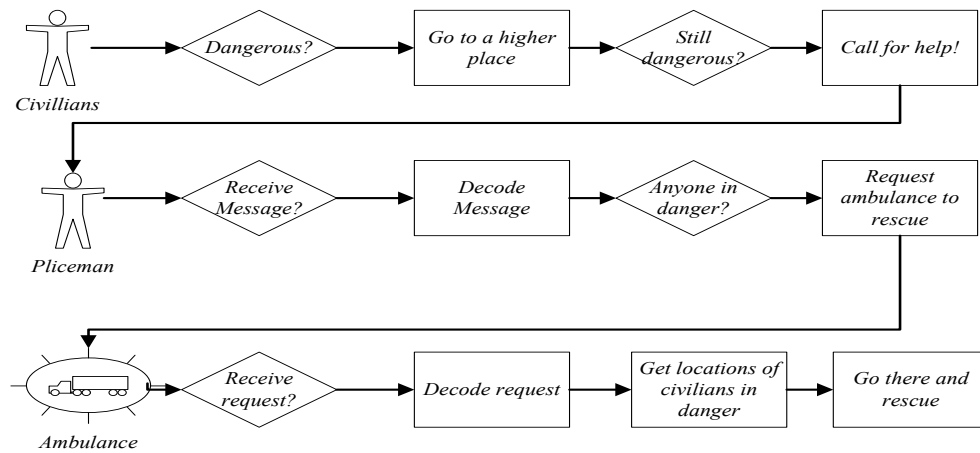 Dangerous?
Go to a higher
place
Still
dangerous?
Call for help!
Civillians
Receive
Message?
Decode
Message
Anyone in
danger?
Request
ambulance to
rescue
Pliceman
Receive
request?
Decode request
Get locations of
civilians in
danger
Go there and
rescue
Ambulance